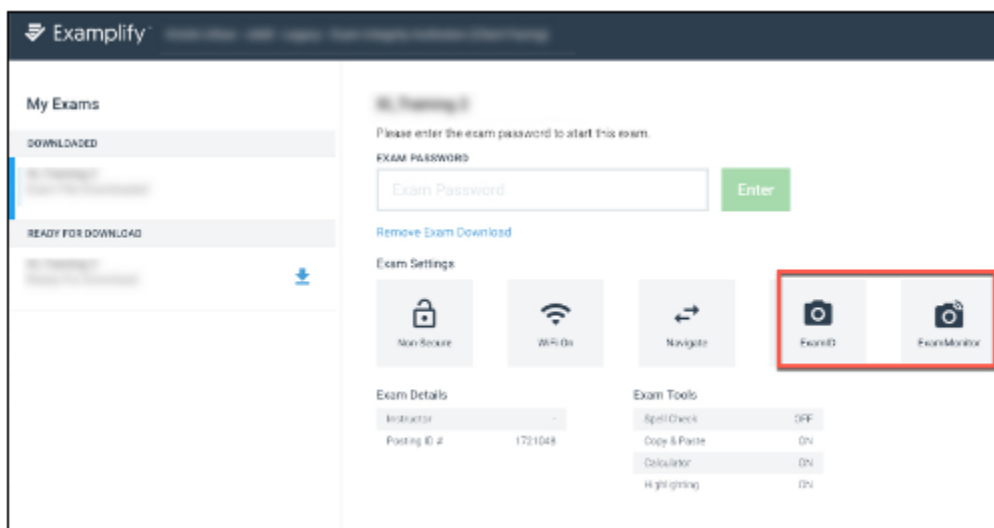 Examplify
My Exams
DOWNLOADED
READY FOR DOWNLOAD
Please enter the exam password to start this exam.
EXAM PASSWORD
Exam Password
Enter
Remove Exam Download
Exam Settings
Non-Secure
WiFi On
Navigate
ExamID
ExamMonitor
Exam Details
Instructor -
Posting ID # 1721048
Exam Tools
Spell Check OFF
Copy & Paste ON
Calculator ON
Highlighting ON